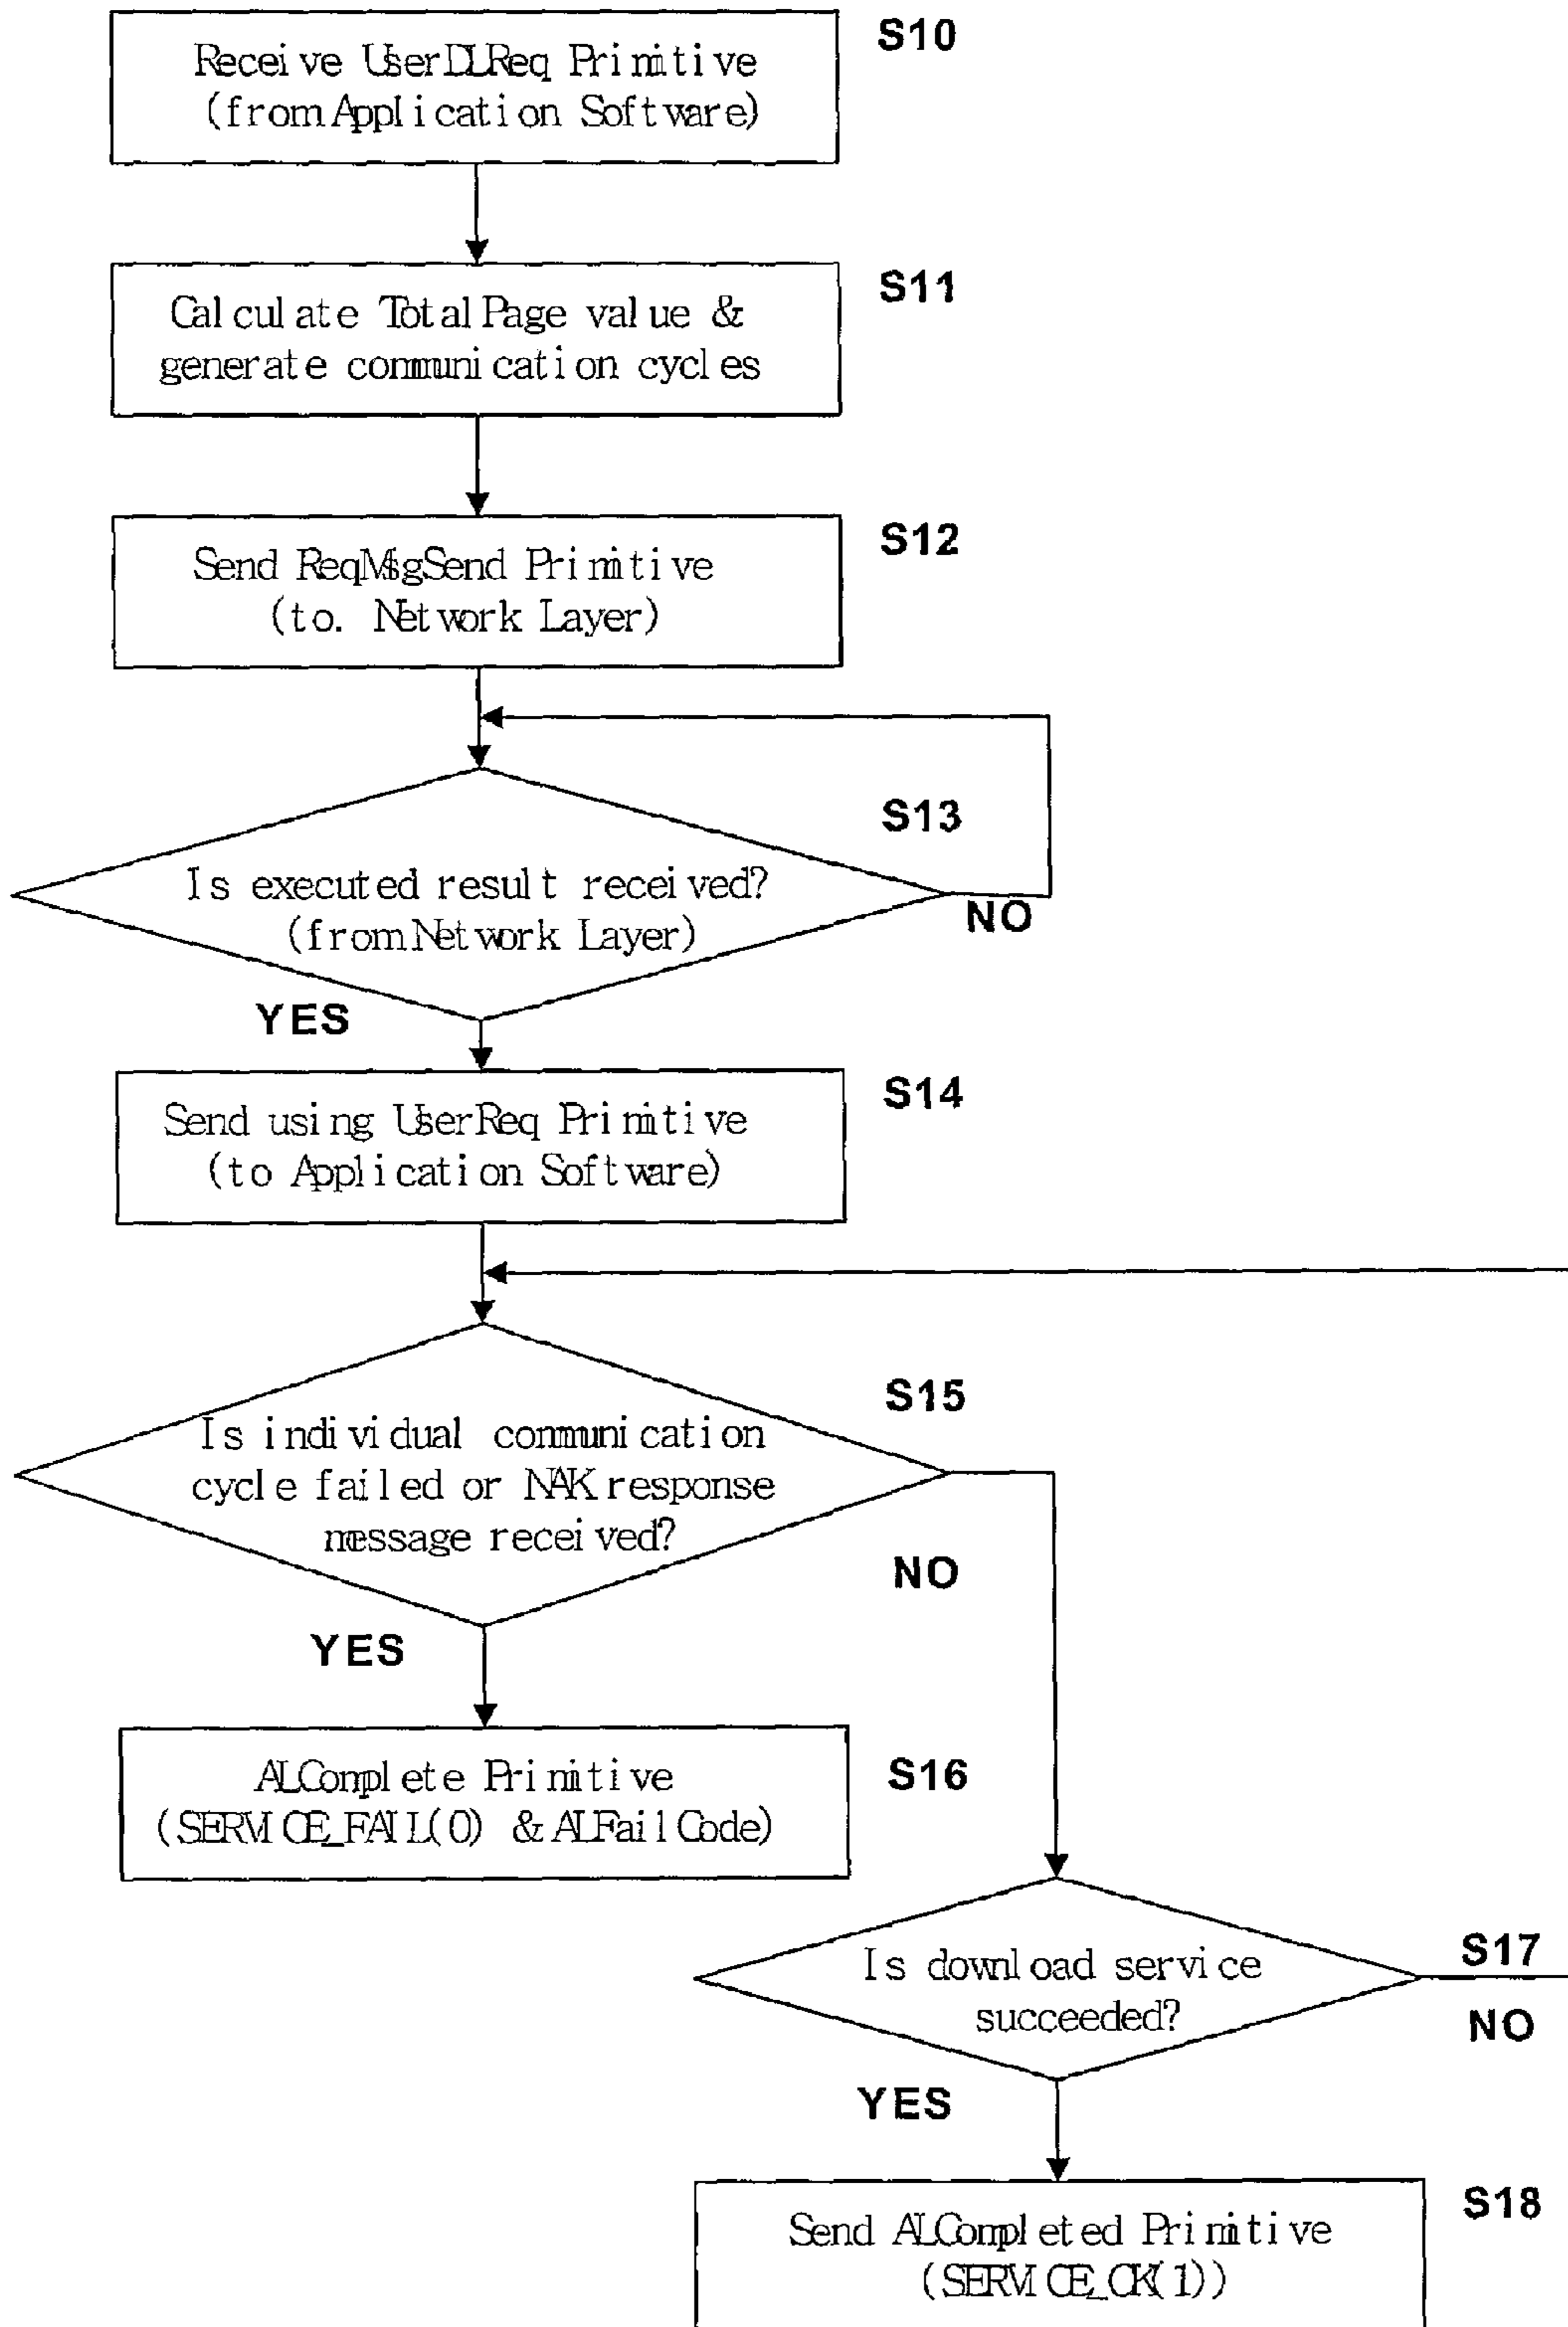 S10
Receive UserDLReq Primitive
(from Application Software)
S11
Calculate TotalPage value &
generate communication cycles
S12
Send ReqMsgSend Primitive
(to. Network Layer)
S13
Is executed result received?
(from Network Layer)
NO
YES
S14
Send using UserReq Primitive
(to Application Software)
S15
Is individual communication
cycle failed or NAK response
message received?
NO
YES
S16
ALComplete Primitive
(SERVICE_FAIL(0) & ALFailCode)
S17
Is download service
succeeded?
NO
YES
S18
Send ALCompleted Primitive
(SERVICE_OK(1))